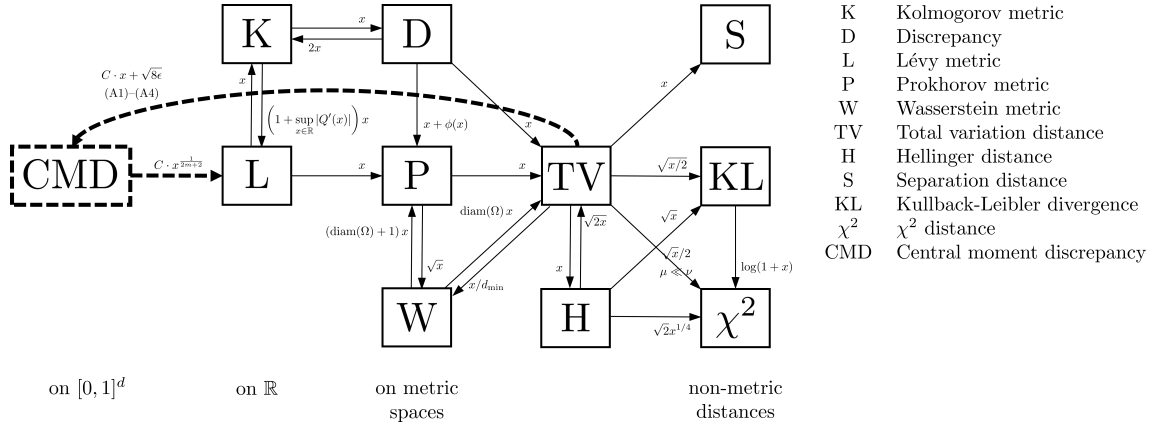 K
D
S
x
2x
C · x + √8ϵ
(A1)–(A4)
x
(1 + sup |Q′(x)|) x
x∈ℝ
x + ϕ(x)
x
x
CMD
C · x^{1/(2m+2)}
L
x
P
x
TV
√x/2
KL
(diam(Ω) + 1) x
√x
diam(Ω) x
x/d_min
x
√2x
√x
√x/2
μ ≪ ν
log(1 + x)
W
H
√2x^{1/4}
χ²
on [0, 1]^d
on ℝ
on metric
spaces
non-metric
distances
K Kolmogorov metric
D Discrepancy
L Lévy metric
P Prokhorov metric
W Wasserstein metric
TV Total variation distance
H Hellinger distance
S Separation distance
KL Kullback-Leibler divergence
χ² χ² distance
CMD Central moment discrepancy